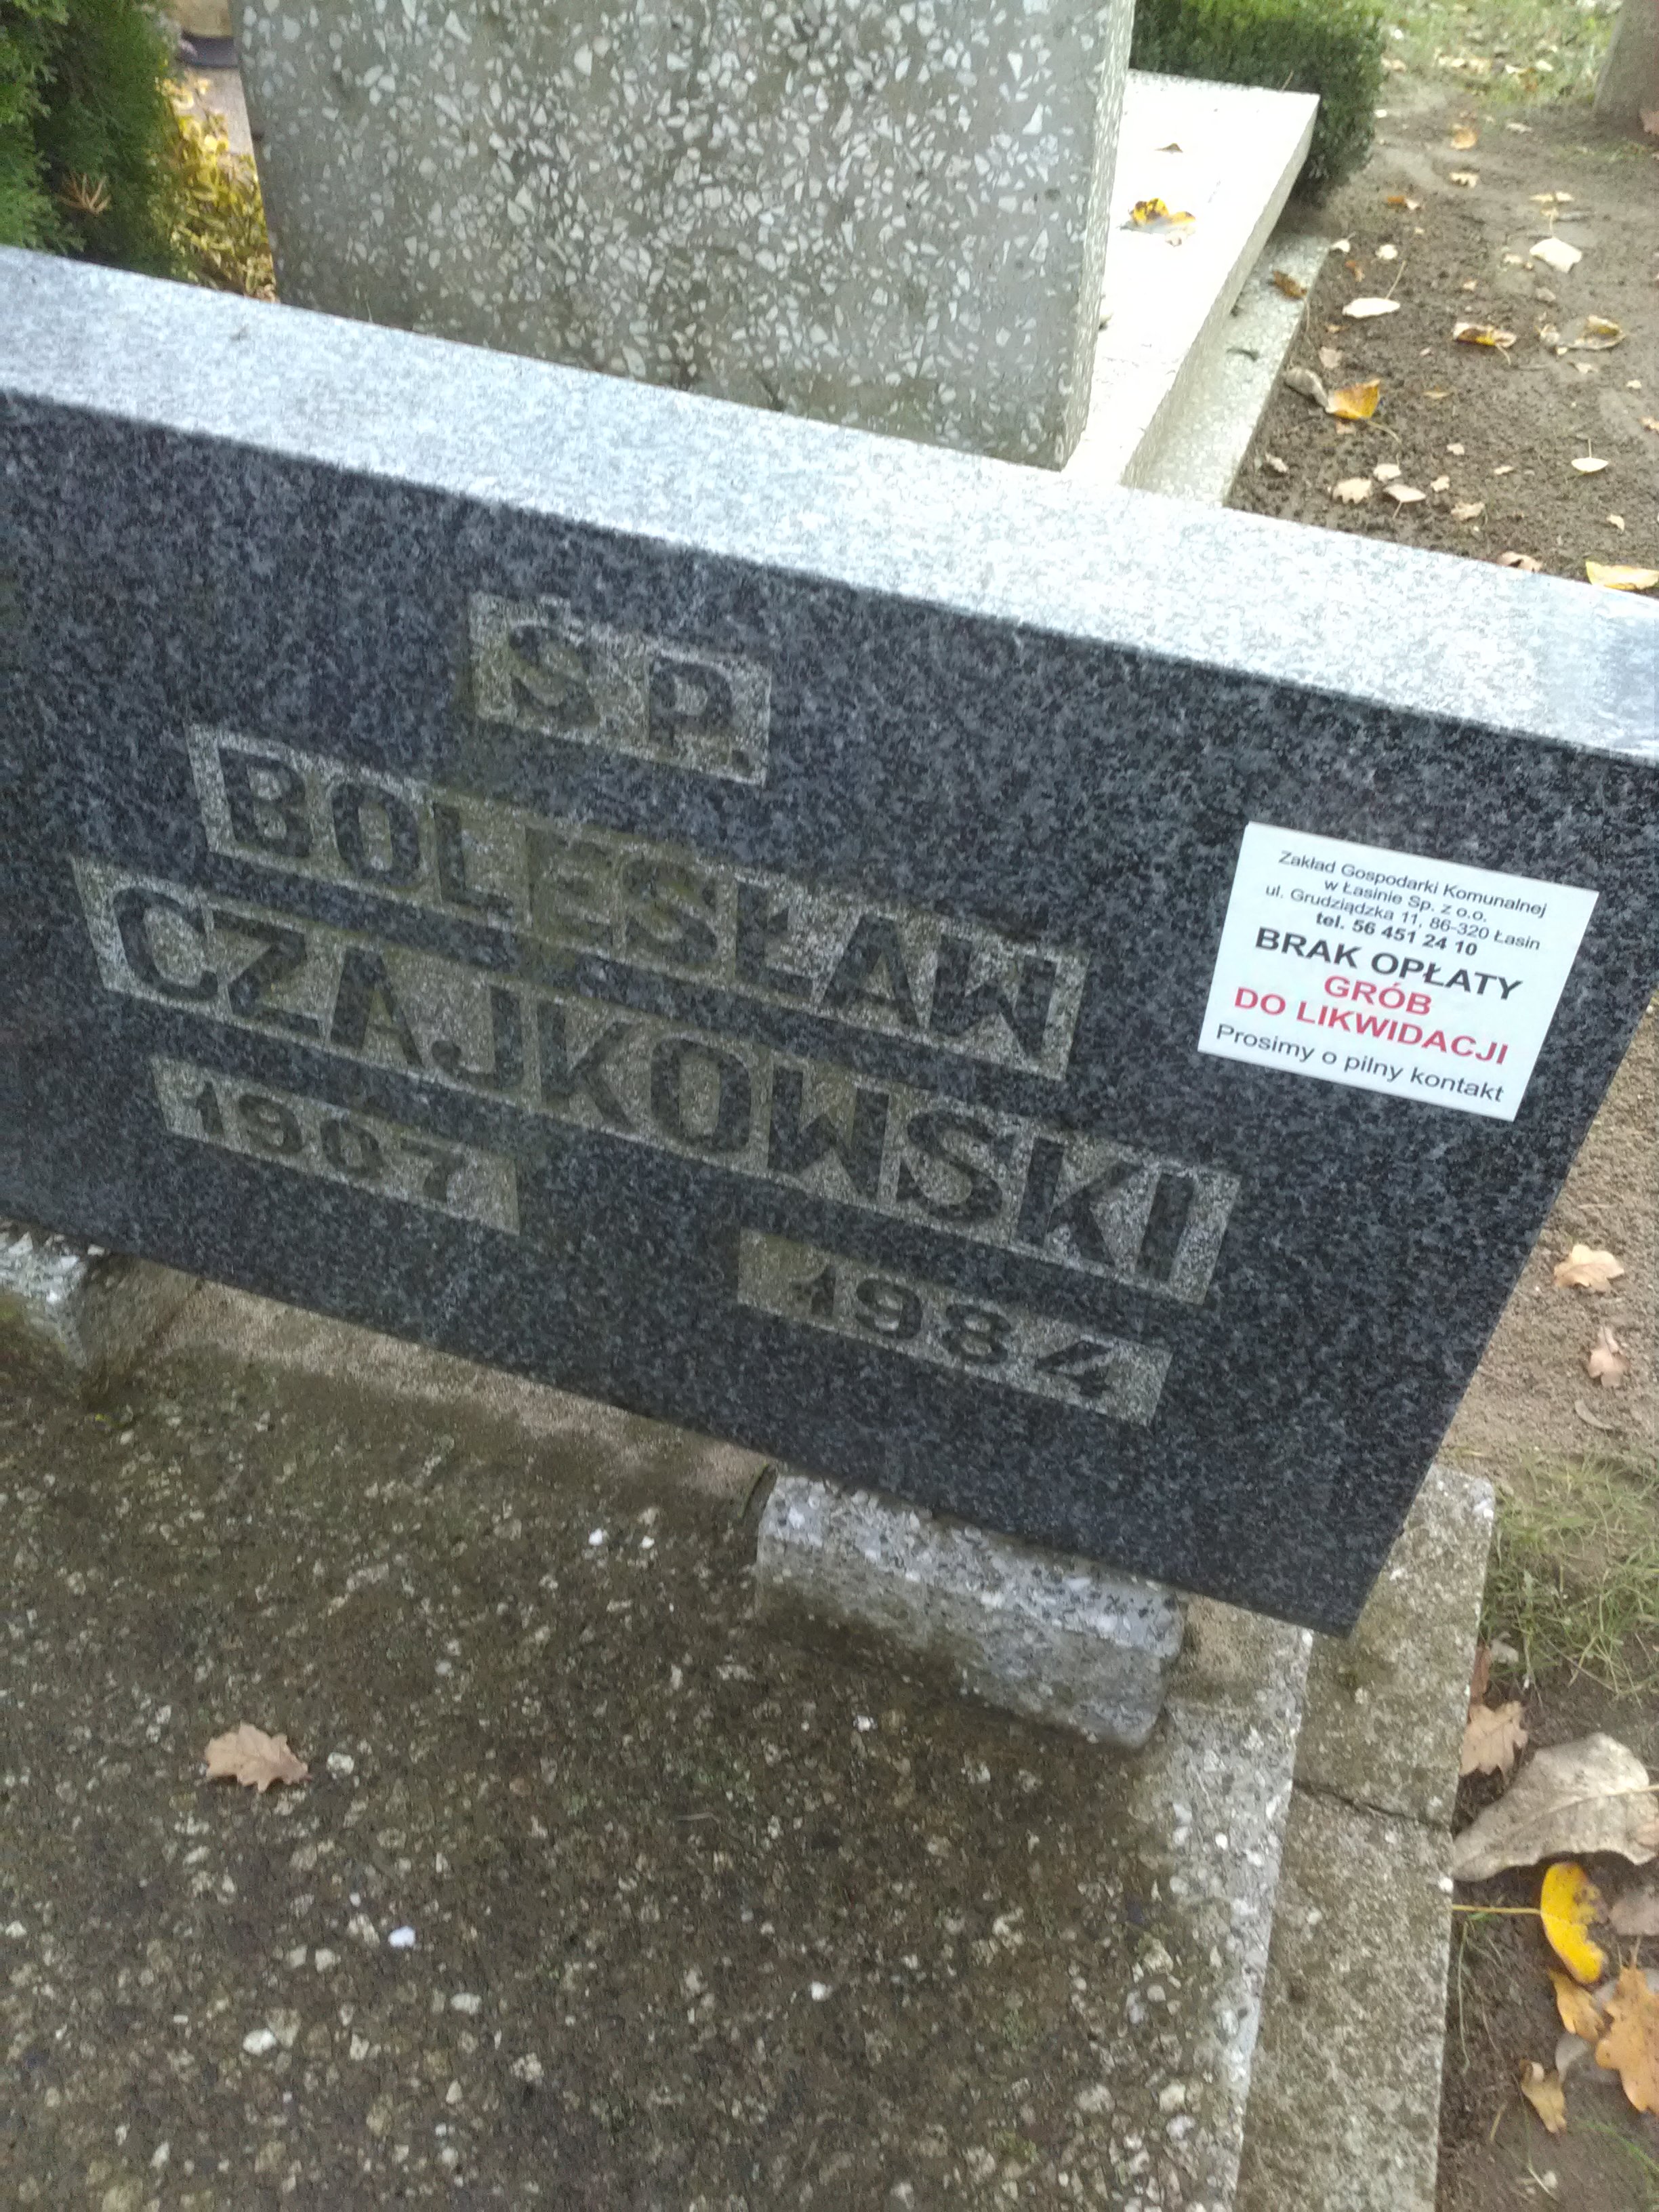 Ś P.
BOLESŁAW
CZAJKOWSKI
1907
1984
Zakład Gospodarki Komunalnej
w Łasinie Sp. z o.o.
ul. Grudziądzka 11, 86-320 Łasin
tel. 56 451 24 10
BRAK OPŁATY
GRÓB
DO LIKWIDACJI
Prosimy o pilny kontakt